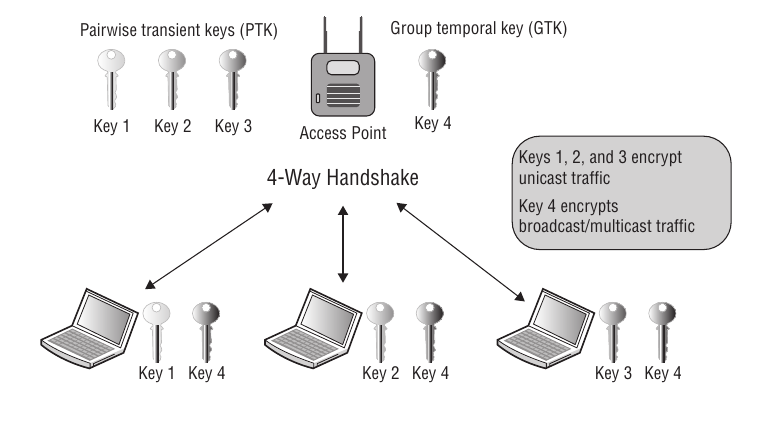 Pairwise transient keys (PTK)
Group temporal key (GTK)
Key 1
Key 2
Key 3
Access Point
Key 4
4-Way Handshake
Keys 1, 2, and 3 encrypt
unicast traffic
Key 4 encrypts
broadcast/multicast traffic
Key 1
Key 4
Key 2
Key 4
Key 3
Key 4